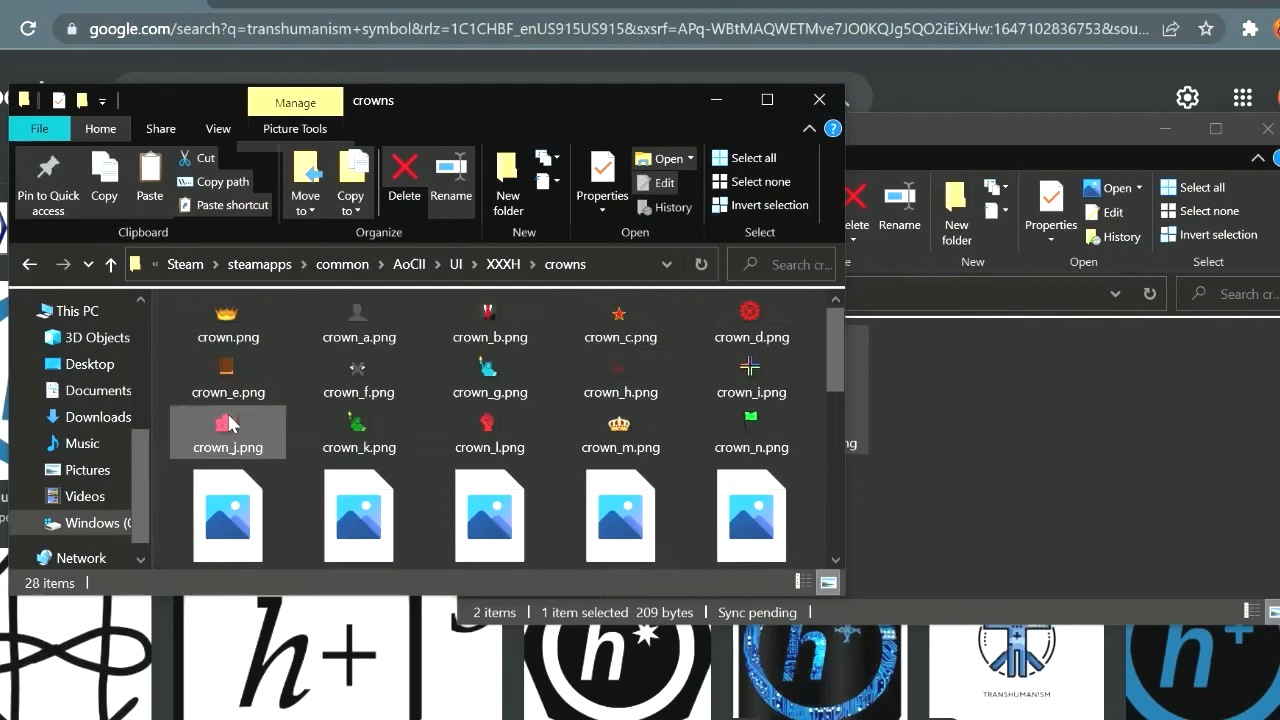 google.com/search?q=transhumanism+symbol&rlz=1C1CHBF_enUS915US915&sxsrf=APq-WBtMAQWETMve7JO0KQJg5QO2iEiXHw:1647102836753&sou...
Manage
crowns
File
Home
Share
View
Picture Tools
Pin to Quick access
Copy
Paste
Cut
Copy path
Paste shortcut
Move to
Copy to
Delete
Rename
New folder
Properties
Open
Edit
History
Select all
Select none
Invert selection
Clipboard
Organize
New
Open
Select
« Steam > steamapps > common > AoCII > UI > XXXH > crowns
Search cr...
This PC
3D Objects
Desktop
Documents
Downloads
Music
Pictures
Videos
Windows (C
Network
crown.png
crown_a.png
crown_b.png
crown_c.png
crown_d.png
crown_e.png
crown_f.png
crown_g.png
crown_h.png
crown_i.png
crown_j.png
crown_k.png
crown_l.png
crown_m.png
crown_n.png
28 items
elete
Rename
New folder
Properties
Open
Edit
History
Select all
Select none
Invert selection
New
Open
Select
Search cr...
ng
2 items
1 item selected 209 bytes
Sync pending
h+
h
h+
TRANSHUMANISM
h+